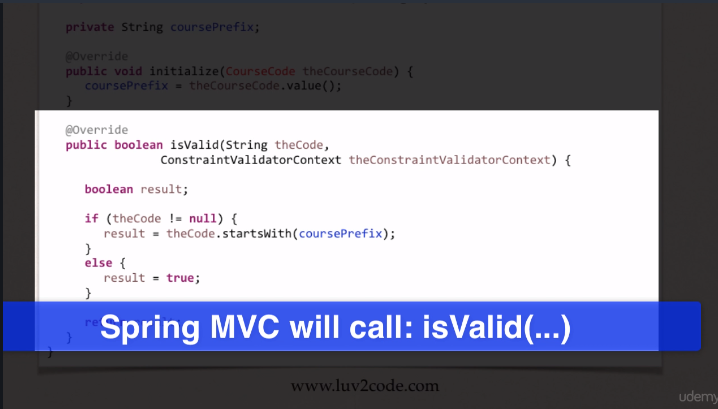 private String coursePrefix;
@Override
public void initialize(CourseCode theCourseCode) {
coursePrefix = theCourseCode.value();
}
@Override
public boolean isValid(String theCode,
ConstraintValidatorContext theConstraintValidatorContext) {
boolean result;
if (theCode != null) {
result = theCode.startsWith(coursePrefix);
}
else {
result = true;
}
Spring MVC will call: isValid(...)
}
}
www.luv2code.com
udemy